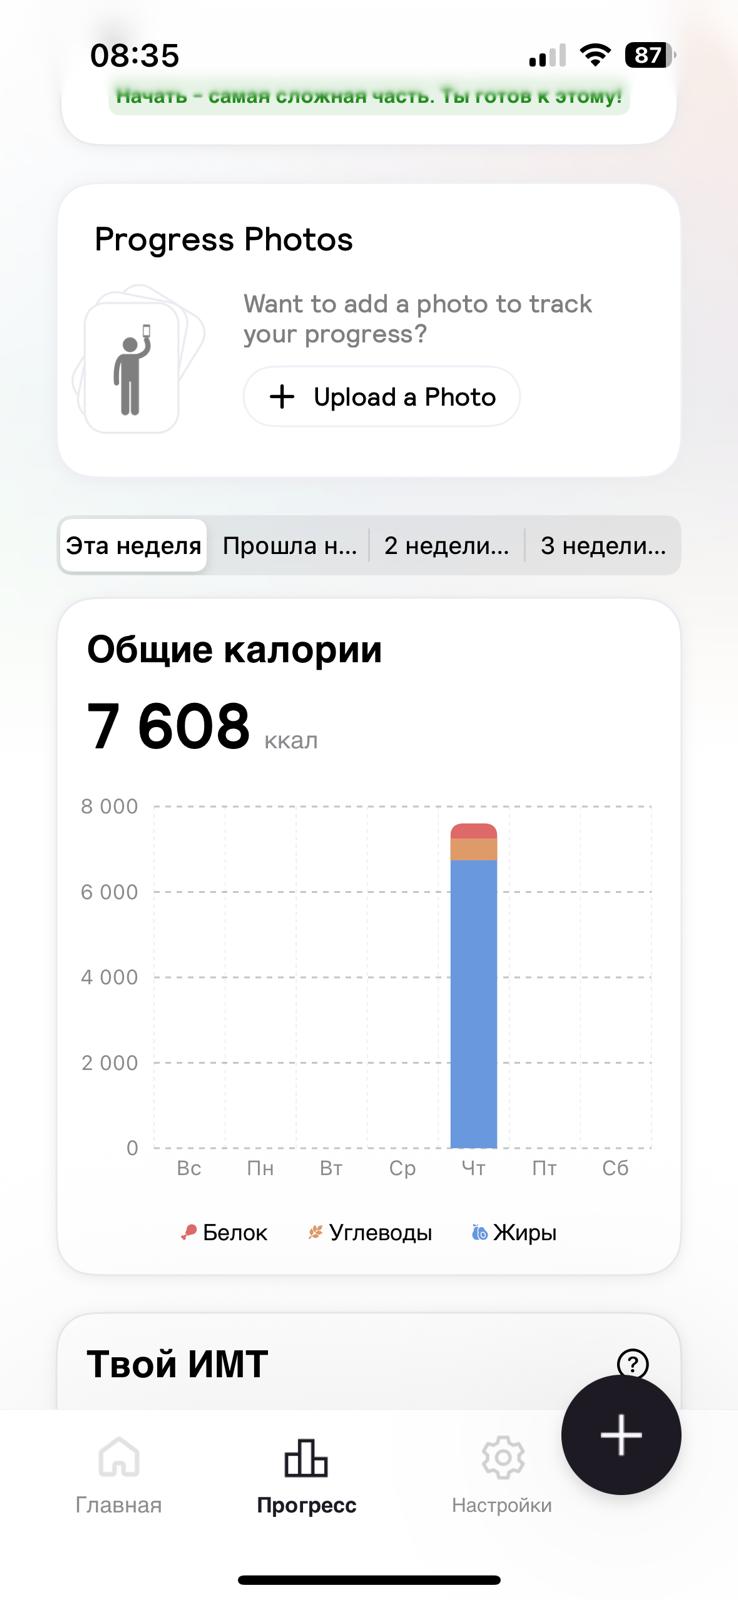 08:35
87
Начать – самая сложная часть. Ты готов к этому!
Progress Photos
Want to add a photo to track
your progress?
+ Upload a Photo
Эта неделя
Прошла н...
2 недели...
3 недели...
Общие калории
7 608 ккал
8 000
6 000
4 000
2 000
0
Вс Пн Вт Ср Чт Пт Сб
Белок Углеводы Жиры
Твой ИМТ
?
Главная
Прогресс
Настройки